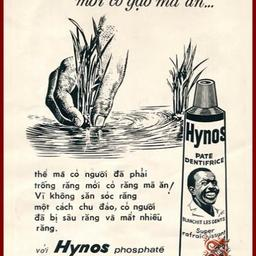 mới có gạo mà ăn...
Hynos
PATE
DENTIFRICE
BLANCHIT LES DENTS
Super
rafraichissant
thế mà có người đã phải
trồng răng mới có răng mà ăn!
Vì không săn sóc răng
một cách chu đáo, có người
đã bị sâu răng và mất nhiều
răng.
với Hynos phosphaté